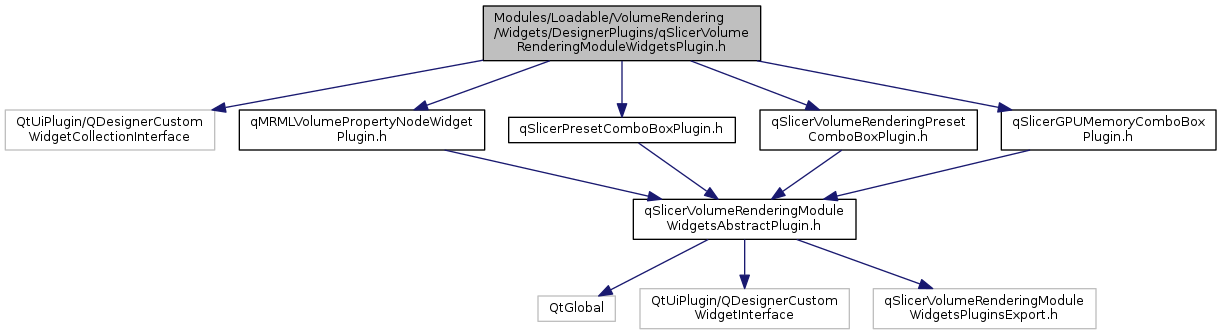 Modules/Loadable/VolumeRendering
/Widgets/DesignerPlugins/qSlicerVolume
RenderingModuleWidgetsPlugin.h
QtUiPlugin/QDesignerCustom
WidgetCollectionInterface
qMRMLVolumePropertyNodeWidget
Plugin.h
qSlicerPresetComboBoxPlugin.h
qSlicerVolumeRenderingPreset
ComboBoxPlugin.h
qSlicerGPUMemoryComboBox
Plugin.h
qSlicerVolumeRenderingModule
WidgetsAbstractPlugin.h
QtGlobal
QtUiPlugin/QDesignerCustom
WidgetInterface
qSlicerVolumeRenderingModule
WidgetsPluginsExport.h